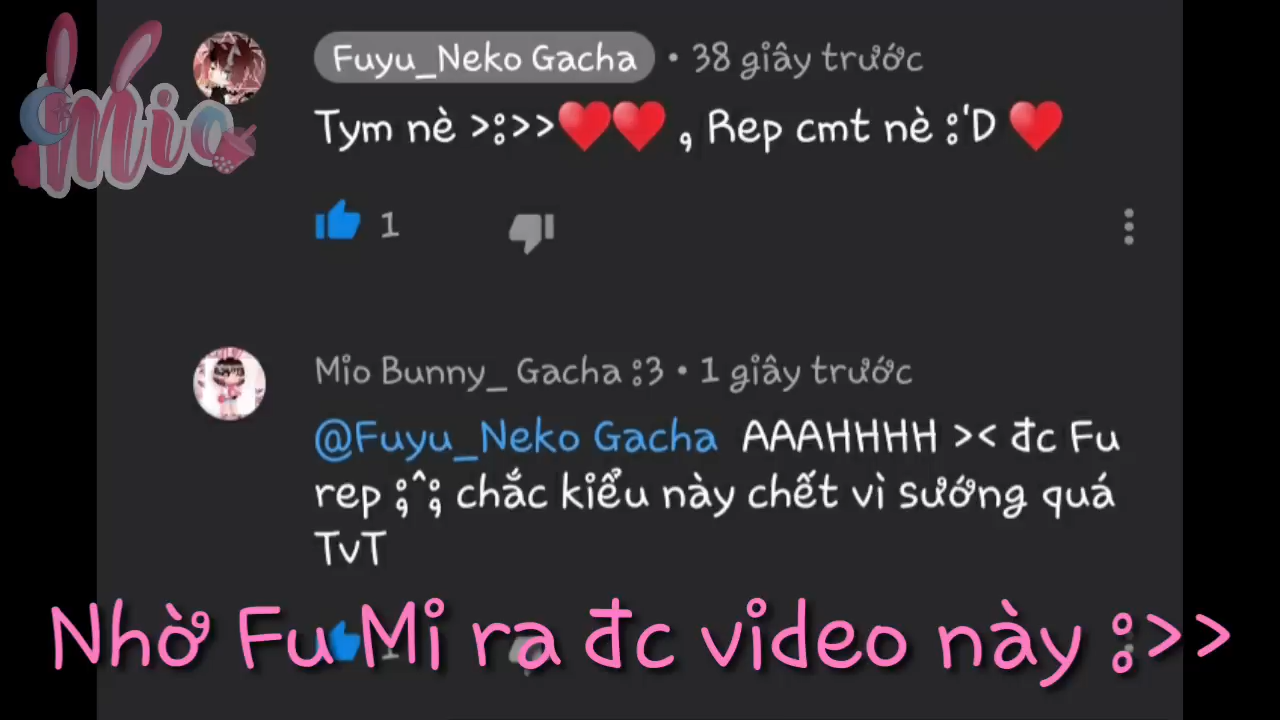 Mio
Fuyu_Neko Gacha • 38 giây trước
Tym nè >:>>❤️❤️ , Rep cmt nè :'D ❤️
1
Mio Bunny_ Gacha :3 • 1 giây trước
@Fuyu_Neko Gacha AAAHHHH >< đc Fu
rep ;^; chắc kiểu này chết vì sướng quá
TvT
Nhờ Fu Mi ra đc video này :>>